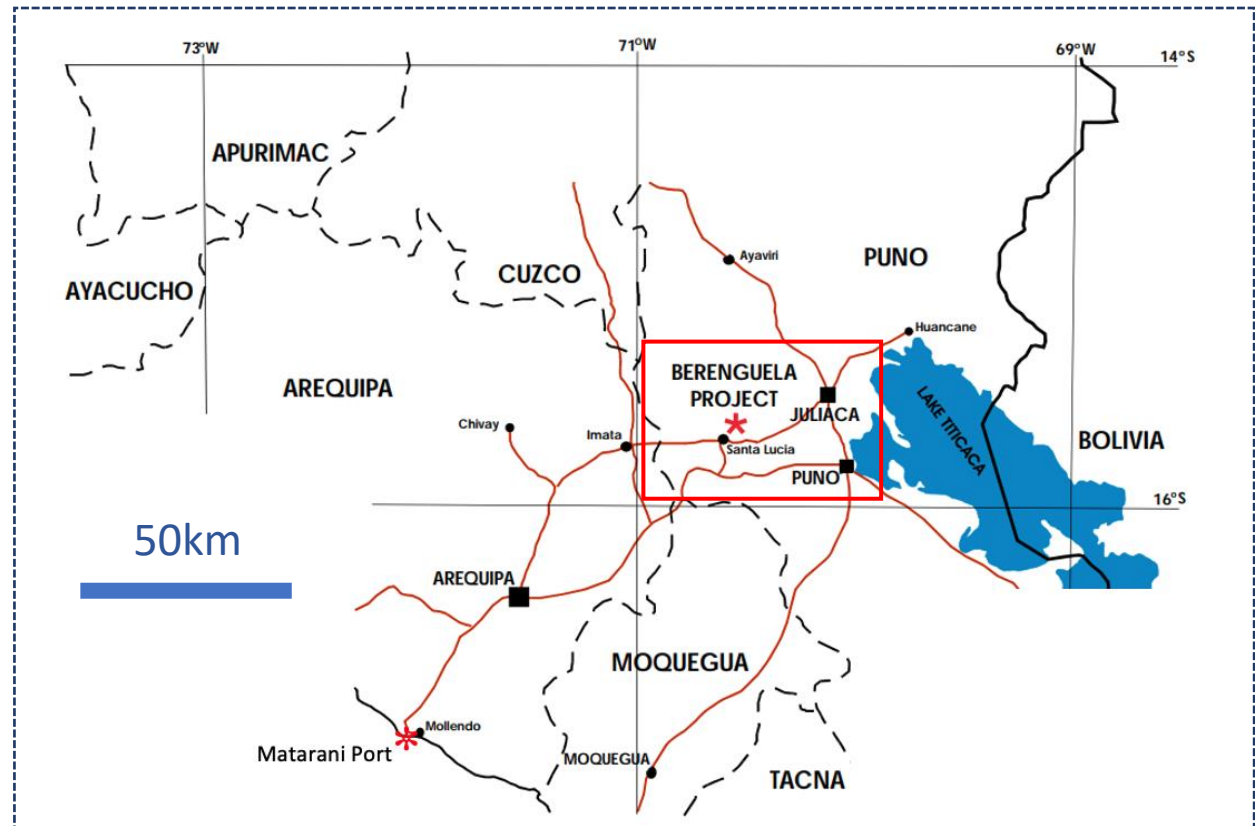 73°W
71°W
69°W
14°S
APURIMAC
AYACUCHO
CUZCO
Ayaviri
PUNO
Huancane
AREQUIPA
BERENGUELA
PROJECT
JULIACA
LAKE TITICACA
Chivay
Imata
Santa Lucia
BOLIVIA
PUNO
16°S
50km
AREQUIPA
MOQUEGUA
Mollendo
Matarani Port
MOQUEGUA
TACNA